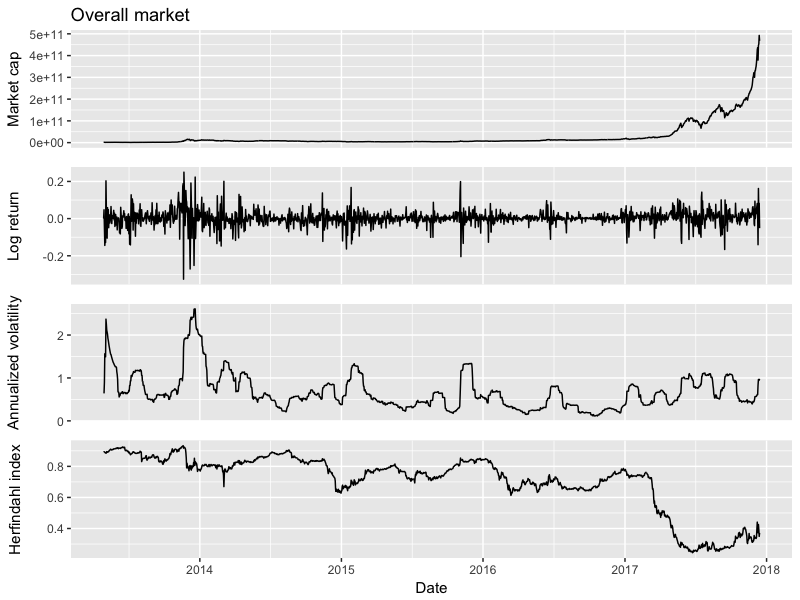 Overall market
Market cap
5e+11
4e+11
3e+11
2e+11
1e+11
0e+00
Log return
0.2
0.0
-0.2
Annualized volatility
2
1
0
Herfindahl index
0.8
0.6
0.4
2014 2015 2016 2017 2018
Date